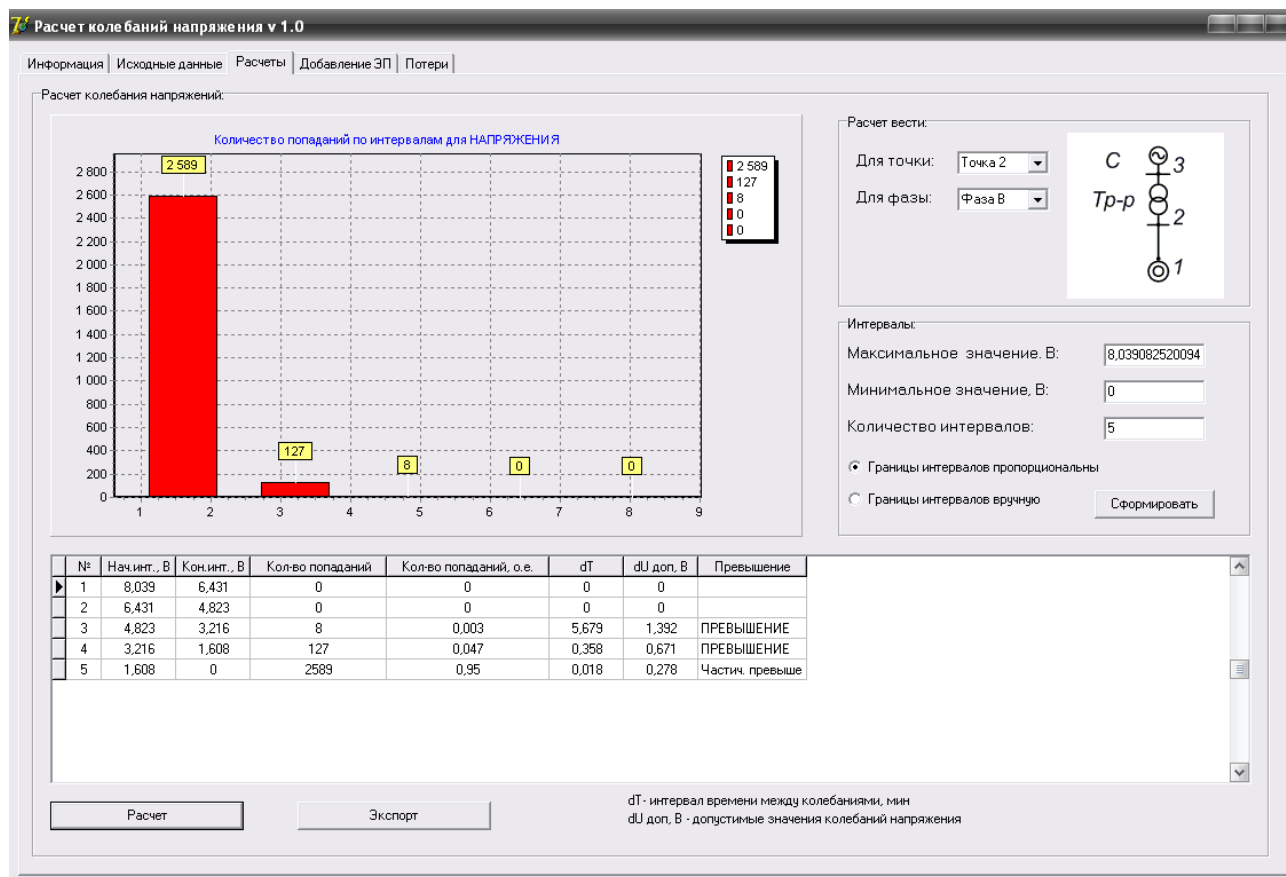 Расчет колебаний напряжения v 1.0
Информация Исходные данные Расчеты Добавление ЭП Потери
Расчет колебания напряжений:
Количество попаданий по интервалам для НАПРЯЖЕНИЯ
2 800
2 600
2 400
2 200
2 000
1 800
1 600
1 400
1 200
1 000
800
600
400
200
0
2 589
127
8
0
0
1 2 3 4 5 6 7 8 9
2 589
127
8
0
0
Расчет вести:
Для точки: Точка 2
Для фазы: Фаза В
С 3
Тр-р 2
1
Интервалы:
Максимальное значение. В: 8,039082520094
Минимальное значение, В: 0
Количество интервалов: 5
Границы интервалов пропорциональны
Границы интервалов вручную Сформировать
№ Нач.инт., В Кон.инт., В Кол-во попаданий Кол-во попаданий, о.е. dT dU доп, В Превышение
1 8,039 6,431 0 0 0 0
2 6,431 4,823 0 0 0 0
3 4,823 3,216 8 0,003 5,679 1,392 ПРЕВЫШЕНИЕ
4 3,216 1,608 127 0,047 0,358 0,671 ПРЕВЫШЕНИЕ
5 1,608 0 2589 0,95 0,018 0,278 Частич. превыше
Расчет Экспорт
dT- интервал времени между колебаниями, мин
dU доп, В - допустимые значения колебаний напряжения